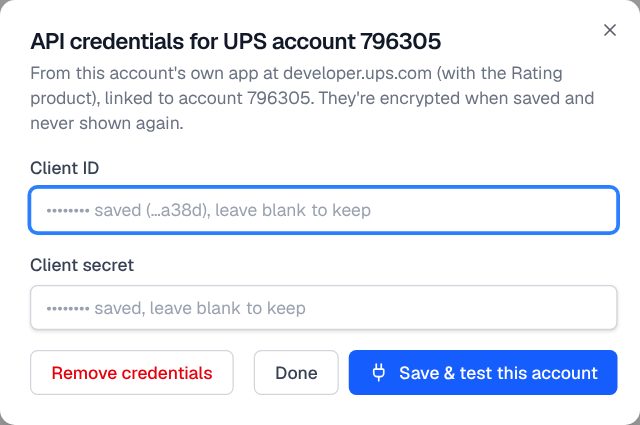 API credentials for UPS account 796305
From this account's own app at developer.ups.com (with the Rating
product), linked to account 796305. They're encrypted when saved and
never shown again.
Client ID
•••••••• saved (…a38d), leave blank to keep
Client secret
•••••••• saved, leave blank to keep
Remove credentials
Done
Save & test this account